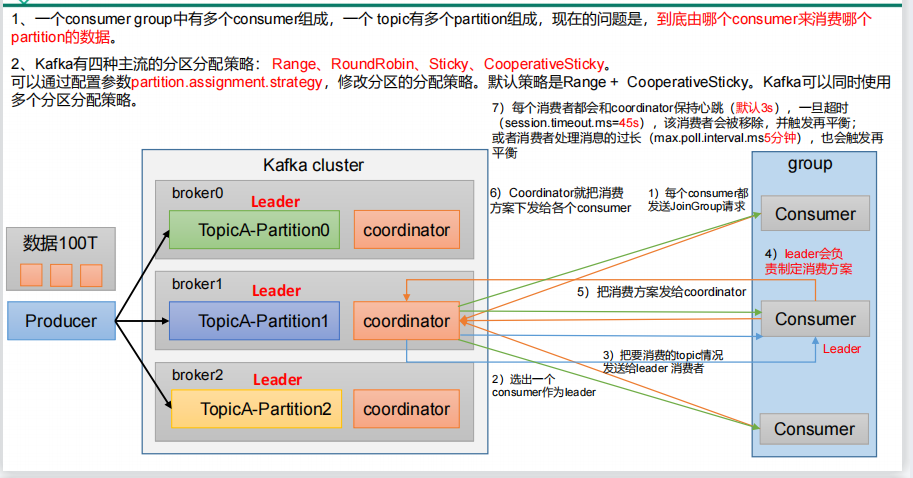 1、一个consumer group中有多个consumer组成，一个 topic有多个partition组成，现在的问题是，到底由哪个consumer来消费哪个
partition的数据。
2、Kafka有四种主流的分区分配策略： Range、RoundRobin、Sticky、CooperativeSticky。
可以通过配置参数partition.assignment.strategy，修改分区的分配策略。默认策略是Range + CooperativeSticky。Kafka可以同时使用
多个分区分配策略。
7）每个消费者都会和coordinator保持心跳（默认3s），一旦超时
（session.timeout.ms=45s），该消费者会被移除，并触发再平衡；
或者消费者处理消息的过长（max.poll.interval.ms5分钟），也会触发再
平衡
Kafka cluster
group
broker0
Leader
TopicA-Partition0
coordinator
6）Coordinator就把消费
方案下发给各个consumer
1）每个consumer都
发送JoinGroup请求
Consumer
数据100T
4）leader会负
责制定消费方案
broker1
Leader
5）把消费方案发给coordinator
Producer
TopicA-Partition1
coordinator
Consumer
Leader
3）把要消费的topic情况
发送给leader 消费者
broker2
Leader
2）选出一个
consumer作为leader
TopicA-Partition2
coordinator
Consumer